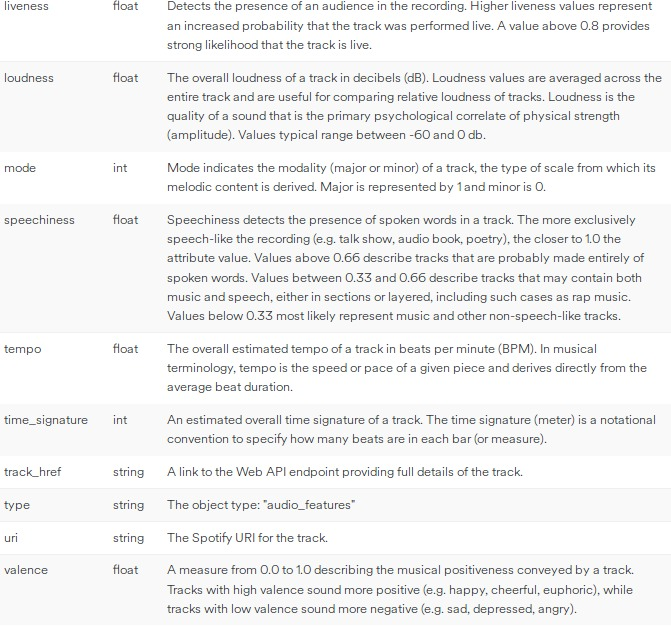 liveness float Detects the presence of an audience in the recording. Higher liveness values represent
an increased probability that the track was performed live. A value above 0.8 provides
strong likelihood that the track is live.
loudness float The overall loudness of a track in decibels (dB). Loudness values are averaged across the
entire track and are useful for comparing relative loudness of tracks. Loudness is the
quality of a sound that is the primary psychological correlate of physical strength
(amplitude). Values typical range between -60 and 0 db.
mode int Mode indicates the modality (major or minor) of a track, the type of scale from which its
melodic content is derived. Major is represented by 1 and minor is 0.
speechiness float Speechiness detects the presence of spoken words in a track. The more exclusively
speech-like the recording (e.g. talk show, audio book, poetry), the closer to 1.0 the
attribute value. Values above 0.66 describe tracks that are probably made entirely of
spoken words. Values between 0.33 and 0.66 describe tracks that may contain both
music and speech, either in sections or layered, including such cases as rap music.
Values below 0.33 most likely represent music and other non-speech-like tracks.
tempo float The overall estimated tempo of a track in beats per minute (BPM). In musical
terminology, tempo is the speed or pace of a given piece and derives directly from the
average beat duration.
time_signature int An estimated overall time signature of a track. The time signature (meter) is a notational
convention to specify how many beats are in each bar (or measure).
track_href string A link to the Web API endpoint providing full details of the track.
type string The object type: "audio_features"
uri string The Spotify URI for the track.
valence float A measure from 0.0 to 1.0 describing the musical positiveness conveyed by a track.
Tracks with high valence sound more positive (e.g. happy, cheerful, euphoric), while
tracks with low valence sound more negative (e.g. sad, depressed, angry).